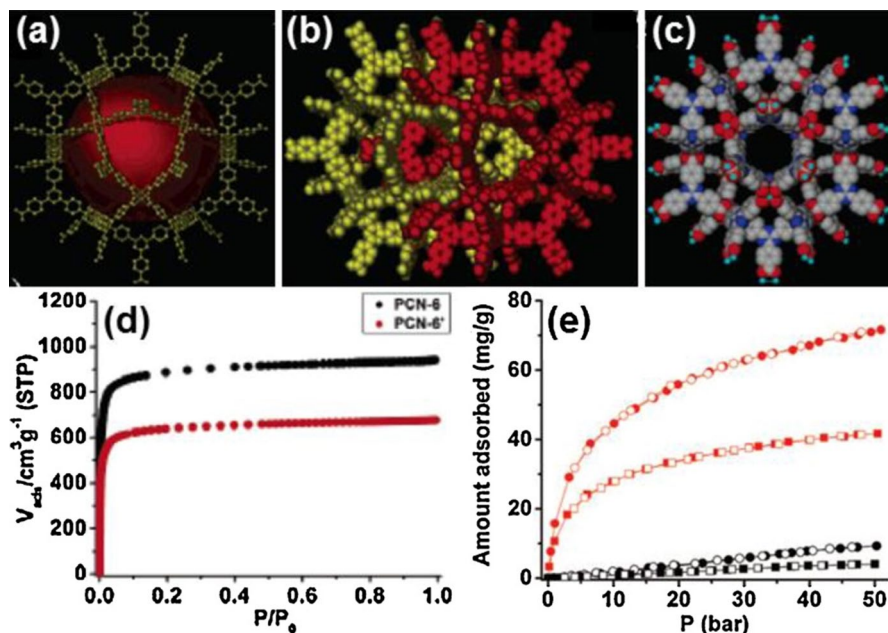 (a)
(b)
(c)
(d)
PCN-6
PCN-6'
1200
1000
800
600
400
200
0
V_ads/cm³g⁻¹ (STP)
0.0 0.2 0.4 0.6 0.8 1.0
P/P₀
(e)
80
60
40
20
0
Amount adsorbed (mg/g)
0 10 20 30 40 50
P (bar)